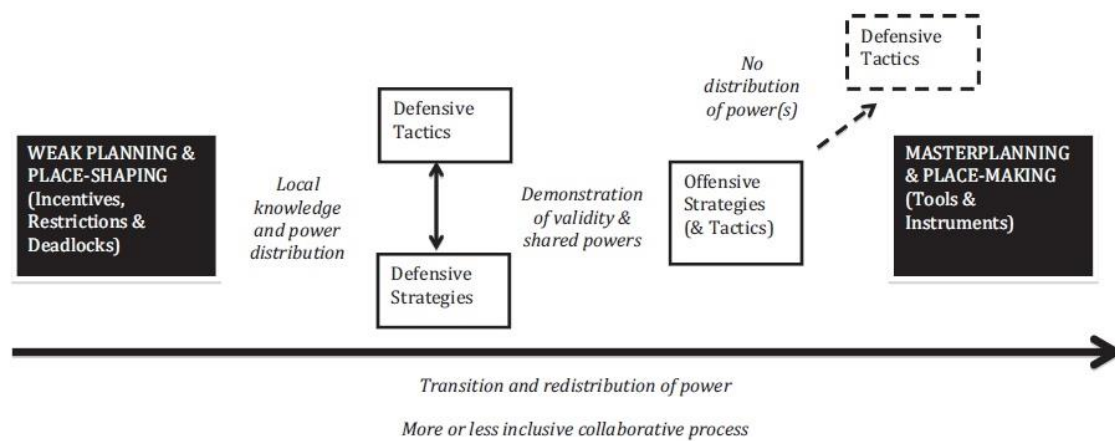 WEAK PLANNING &
PLACE-SHAPING
(Incentives,
Restrictions &
Deadlocks)
Local
knowledge
and power
distribution
Defensive
Tactics
Defensive
Strategies
Demonstration
of validity &
shared powers
Offensive
Strategies
(& Tactics)
No
distribution
of power(s)
Defensive
Tactics
MASTERPLANNING
& PLACE-MAKING
(Tools &
Instruments)
Transition and redistribution of power
More or less inclusive collaborative process